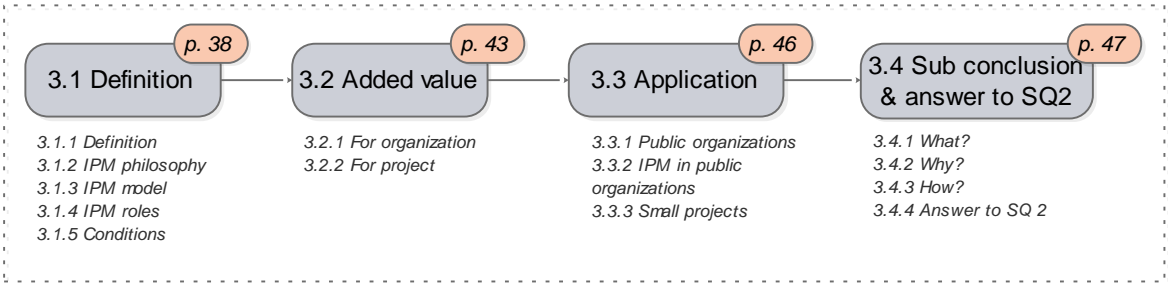 p. 38
3.1 Definition
3.1.1 Definition
3.1.2 IPM philosophy
3.1.3 IPM model
3.1.4 IPM roles
3.1.5 Conditions
p. 43
3.2 Added value
3.2.1 For organization
3.2.2 For project
p. 46
3.3 Application
3.3.1 Public organizations
3.3.2 IPM in public
organizations
3.3.3 Small projects
p. 47
3.4 Sub conclusion
& answer to SQ2
3.4.1 What?
3.4.2 Why?
3.4.3 How?
3.4.4 Answer to SQ 2